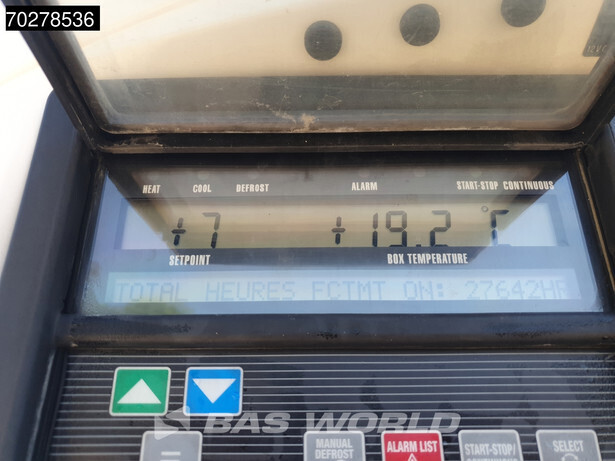 70278536
HEAT COOL DEFROST ALARM START-STOP CONTINUOUS
+7 +19.2 °C
SETPOINT BOX TEMPERATURE
TOTAL HEURES FCTMT ON: 27642HR
BAS WORLD
MANUAL DEFROST
ALARM LIST
START-STOP/
SELECT